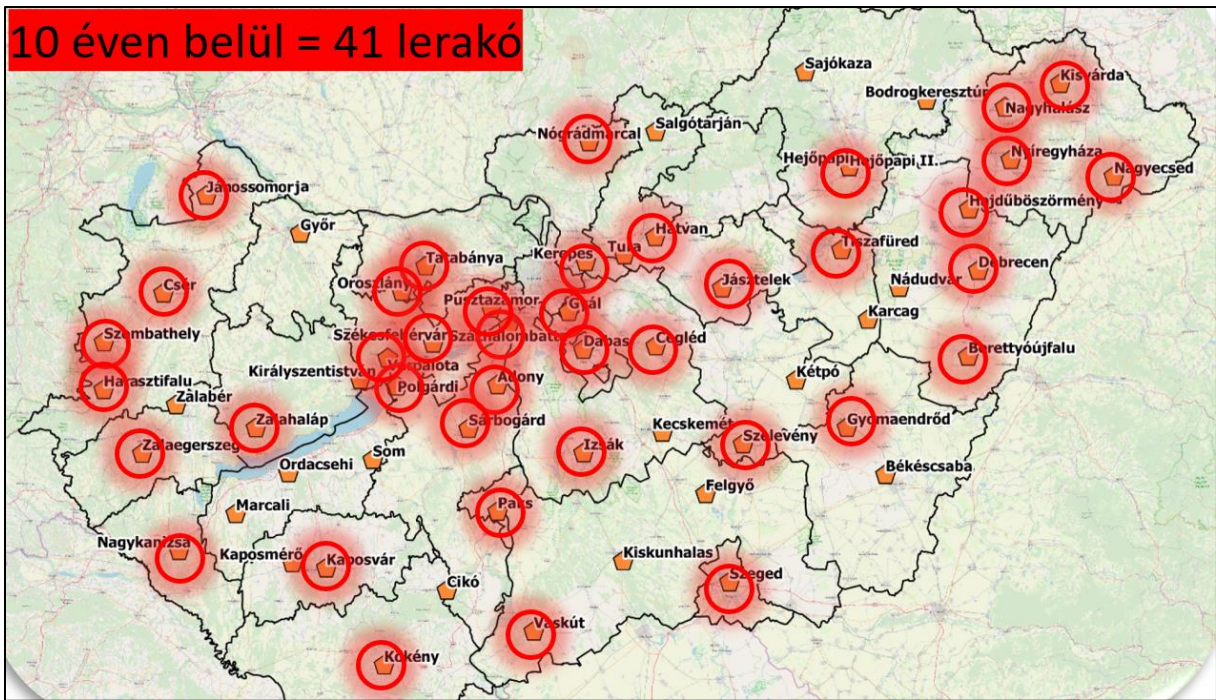 10 éven belül = 41 lerakó
Sajókaza
Kisvárda
Bodrogkeresztúr
Nagyhalász
Nógrádmarcal
Salgótarján
Nyíregyháza
Hejőpapi
Hejőpapi II.
Nagyecsed
Jánossomorja
Hajdúböszörmény
Győr
Hatvan
Tiszafüred
Tura
Kerepes
Tatabánya
Debrecen
Oroszlány
Jásztelek
Nádudvar
Csér
Pusztazámor
Gyál
Karcag
Szombathely
Székesfehérvár
Százhalombatta
Dabas
Cegléd
Berettyóújfalu
Várpalota
Királyszentistván
Kétpó
Harasztifalu
Polgárdi
Adony
Zalabér
Zalahaláp
Sárbogárd
Gyomaendrőd
Kecskemét
Szelevény
Zalaegerszeg
Izsák
Som
Ordacsehi
Békéscsaba
Felgyő
Paks
Marcali
Nagykanizsa
Kaposmérő
Kaposvár
Kiskunhalas
Szeged
Cikó
Vaskút
Kökény